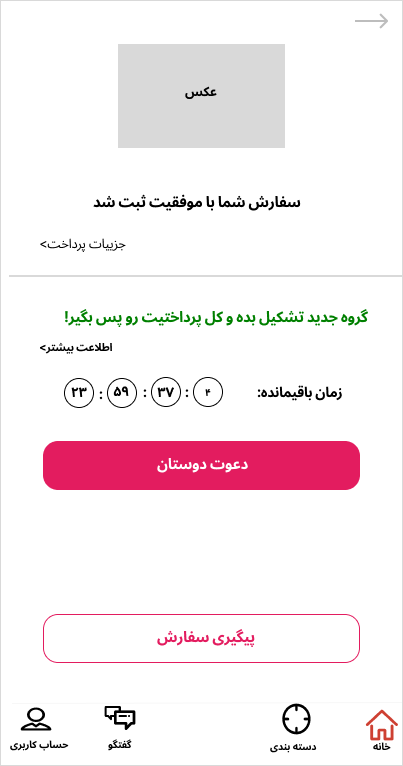 عکس
سفارش شما با موفقیت ثبت شد
جزییات پرداخت>
گروه جدید تشکیل بده و کل پرداختیت رو پس بگیر!
اطلاعت بیشتر>
زمان باقیمانده: ۴ : ۳۷ : ۵۹ : ۲۳
دعوت دوستان
پیگیری سفارش
خانه دسته بندی گفتگو حساب کاربری